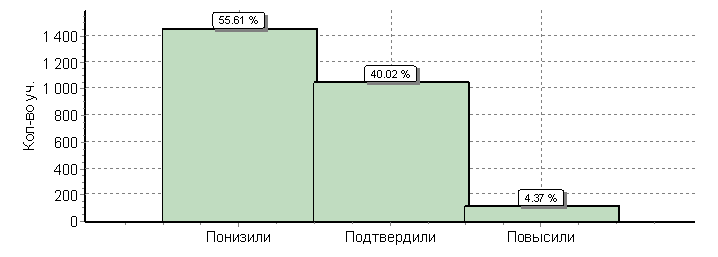 Кол-во уч.
1 400
1 200
1 000
800
600
400
200
0
55.61 %
40.02 %
4.37 %
Понизили
Подтвердили
Повысили